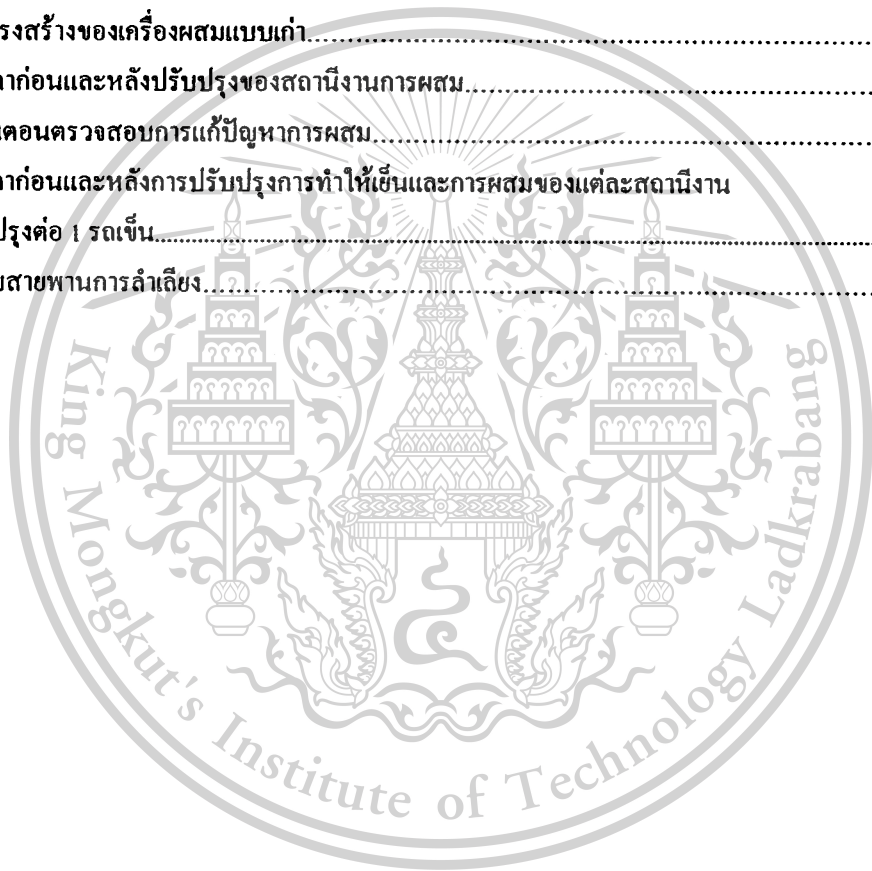 รงสร้างของเครื่องผสมแบบเก่า
าก่อนและหลังปรับปรุงของสถานีงานการผสม
นตอนตรวจสอบการแก้ปัญหาการผสม
าก่อนและหลังการปรับปรุงการทำให้เย็นและการผสมของแต่ละสถานีงาน
ปรุงต่อ 1 รถเข็น
สายพานการลำเลียง
King Mongkut's Institute of Technology Ladkrabang